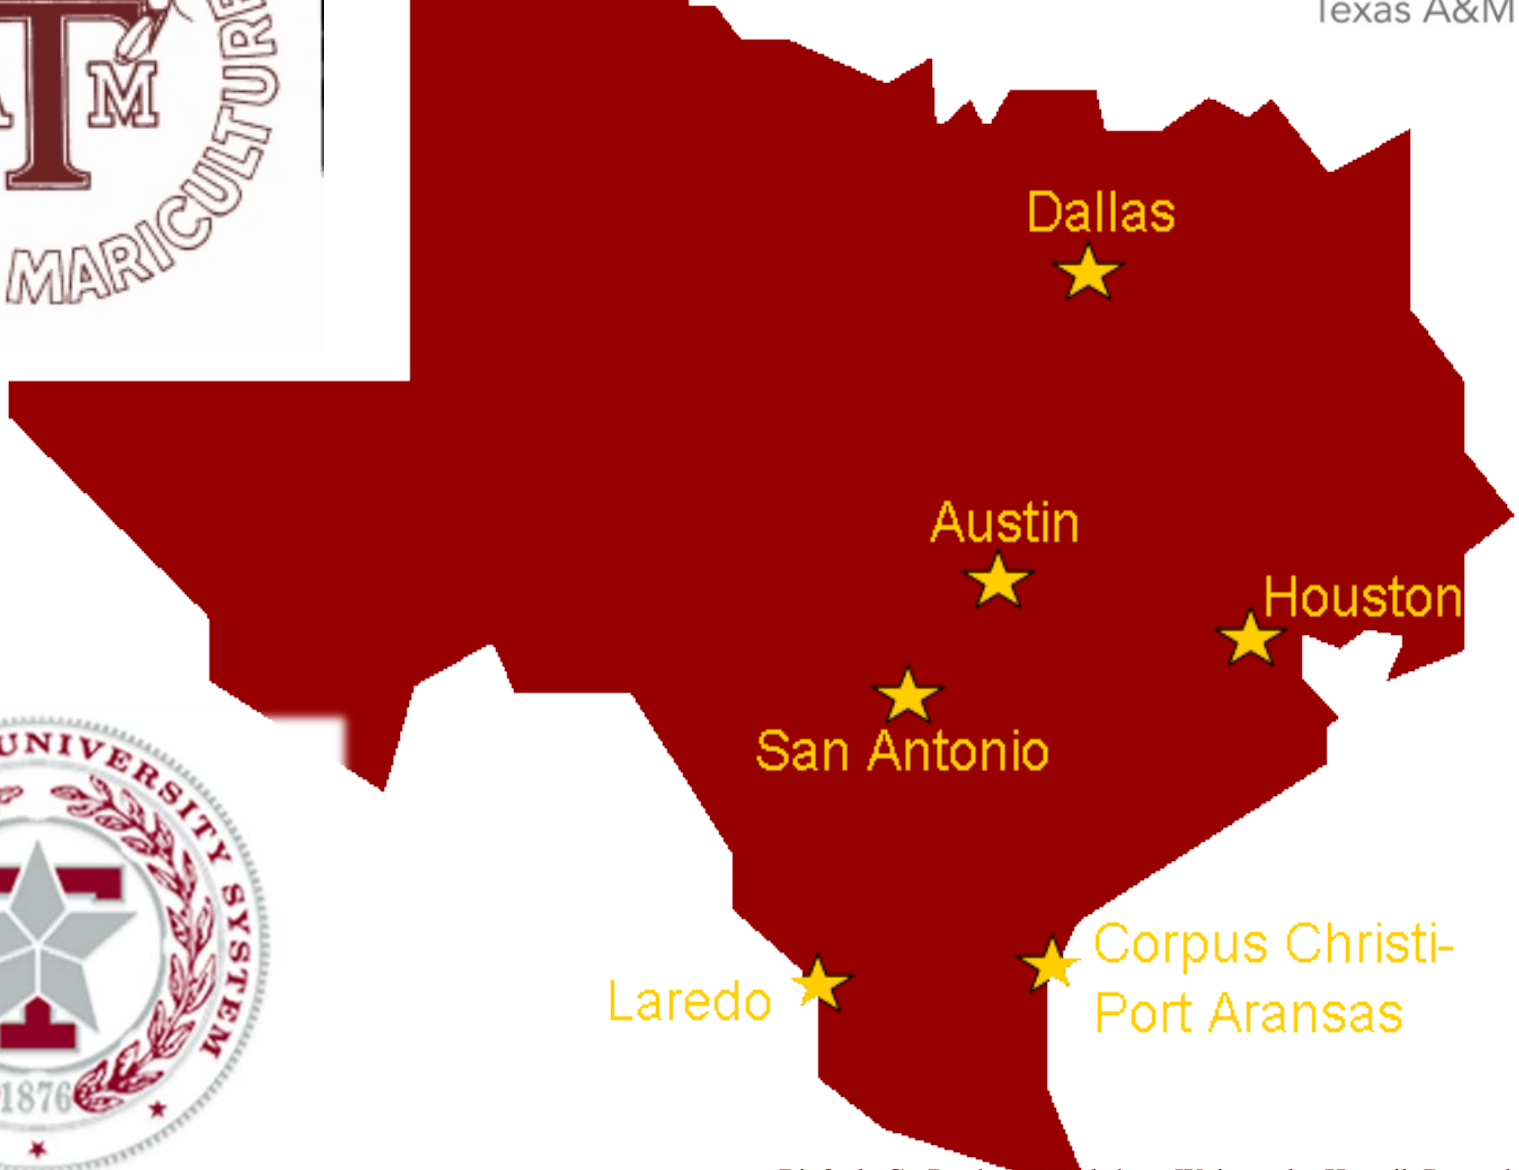 Texas A&M
M
MARICULTURE
Dallas
Austin
Houston
San Antonio
UNIVERSITY SYSTEM
1876
Laredo
Corpus Christi-
Port Aransas